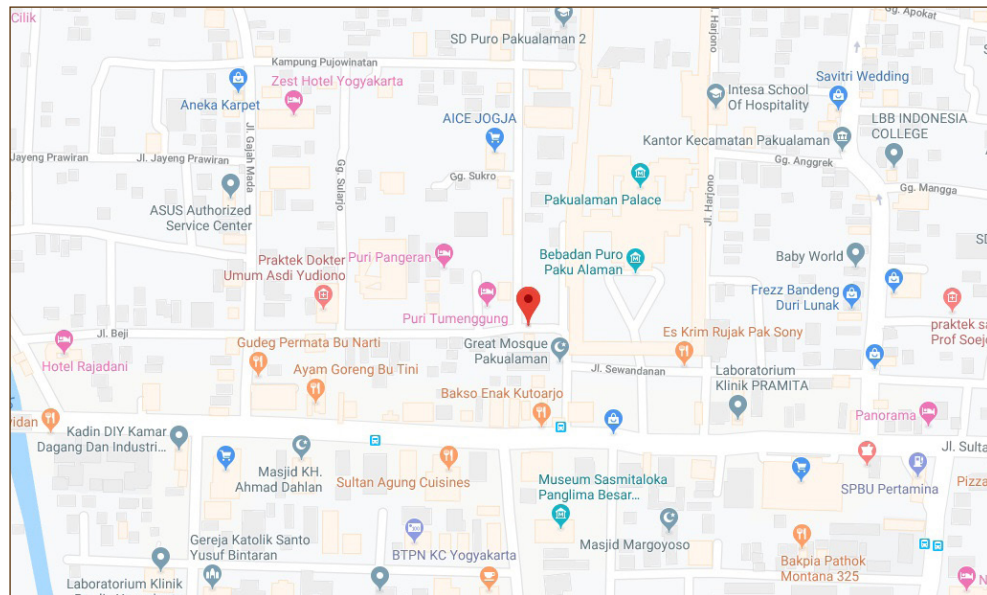 Cilik
SD Puro Pakualaman 2
Jl. Harjono
Gg. Apokat
Kampung Pujowinatan
Zest Hotel Yogyakarta
Aneka Karpet
AICE JOGJA
Intesa School
Of Hospitality
Savitri Wedding
LBB INDONESIA
COLLEGE
Kantor Kecamatan Pakualaman
Jayeng Prawiran
Jl. Jayeng Prawiran
Jl. Gajah Mada
Gg. Suларjo
Gg. Sukro
Gg. Anggrek
Gg. Mangga
Pakualaman Palace
Jl. Harjono
ASUS Authorized
Service Center
Praktek Dokter
Umum Asdi Yudiono
Puri Pangeran
Bebadan Puro
Paku Alaman
Baby World
SD
Frezz Bandeng
Duri Lunak
Puri Tumenggung
praktek sa
Prof Soejo
Jl. Beji
Hotel Rajadani
Gudeg Permata Bu Narti
Great Mosque
Pakualaman
Es Krim Rujak Pak Sony
Ayam Goreng Bu Tini
Jl. Sewandanan
Laboratorium
Klinik PRAMITA
Bakso Enak Kutoarjo
vidan
Panorama
Kadin DIY Kamar
Dagang Dan Industri...
Jl. Sulta
Masjid KH.
Ahmad Dahlan
Sultan Agung Cuisines
Museum Sasmitaloka
Panglima Besar...
SPBU Pertamina
Pizza
Masjid Margoyoso
Gereja Katolik Santo
Yusuf Bintaran
BTPN KC Yogyakarta
Bakpia Pathok
Montana 325
Laboratorium Klinik
N